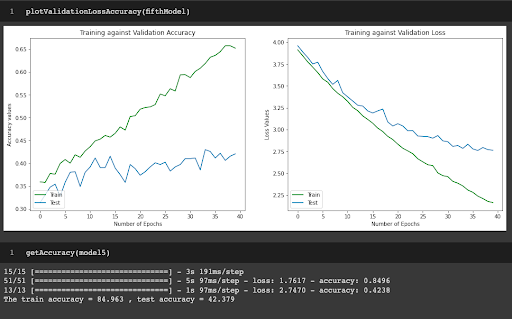 1 plotValidationLossAccuracy(fifthModel)
Training against Validation Accuracy
Accuracy values
0.65
0.60
0.55
0.50
0.45
0.40
0.35
0.30
Train
Test
0 5 10 15 20 25 30 35 40
Number of Epochs
Training against Validation Loss
Loss Values
4.00
3.75
3.50
3.25
3.00
2.75
2.50
2.25
Train
Test
0 5 10 15 20 25 30 35 40
Number of Epochs
1 getAccuracy(model5)
15/15 [==============================] - 3s 191ms/step
51/51 [==============================] - 5s 97ms/step - loss: 1.7617 - accuracy: 0.8496
13/13 [==============================] - 1s 97ms/step - loss: 2.7470 - accuracy: 0.4238
The train accuracy = 84.963 , test accuracy = 42.379